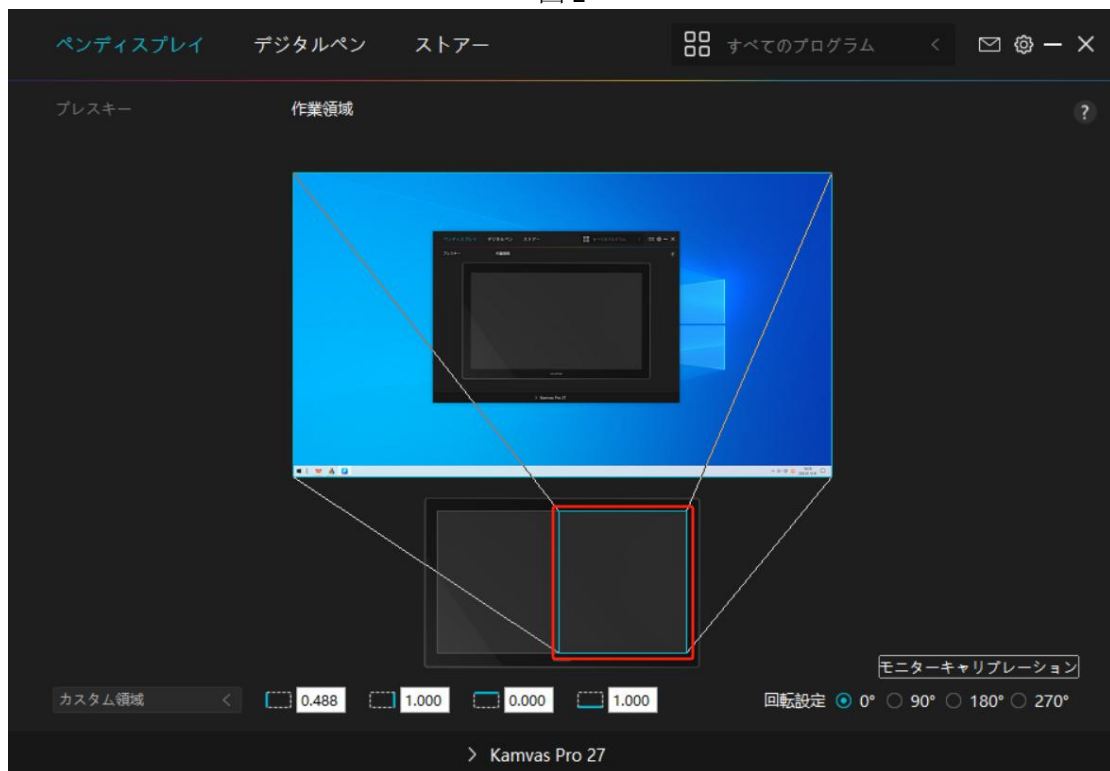 図 2
ペンディスプレイ デジタルペン ストアー すべてのプログラム
プレスキー 作業領域 ?
モニターキャリブレーション
カスタム領域 0.488 1.000 0.000 1.000 回転設定 0° 90° 180° 270°
Kamvas Pro 27